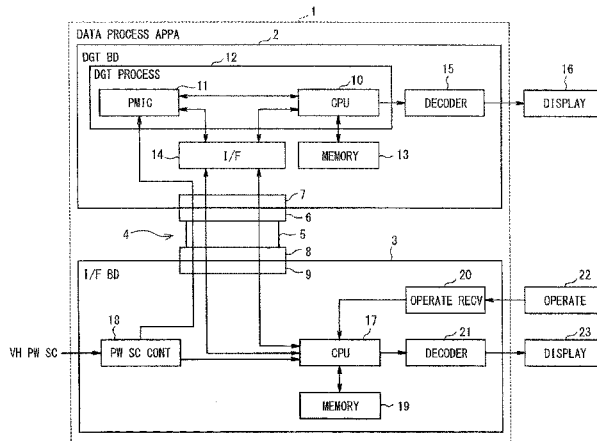 1
DATA PROCESS APPA
2
DGT BD
12
DGT PROCESS
11
PMIC
10
CPU
15
DECODER
16
DISPLAY
14
I/F
MEMORY
13
7
6
4
5
8
9
3
I/F BD
20
OPERATE RECV
22
OPERATE
18
VH PW SC
PW SC CONT
17
CPU
21
DECODER
23
DISPLAY
MEMORY
19